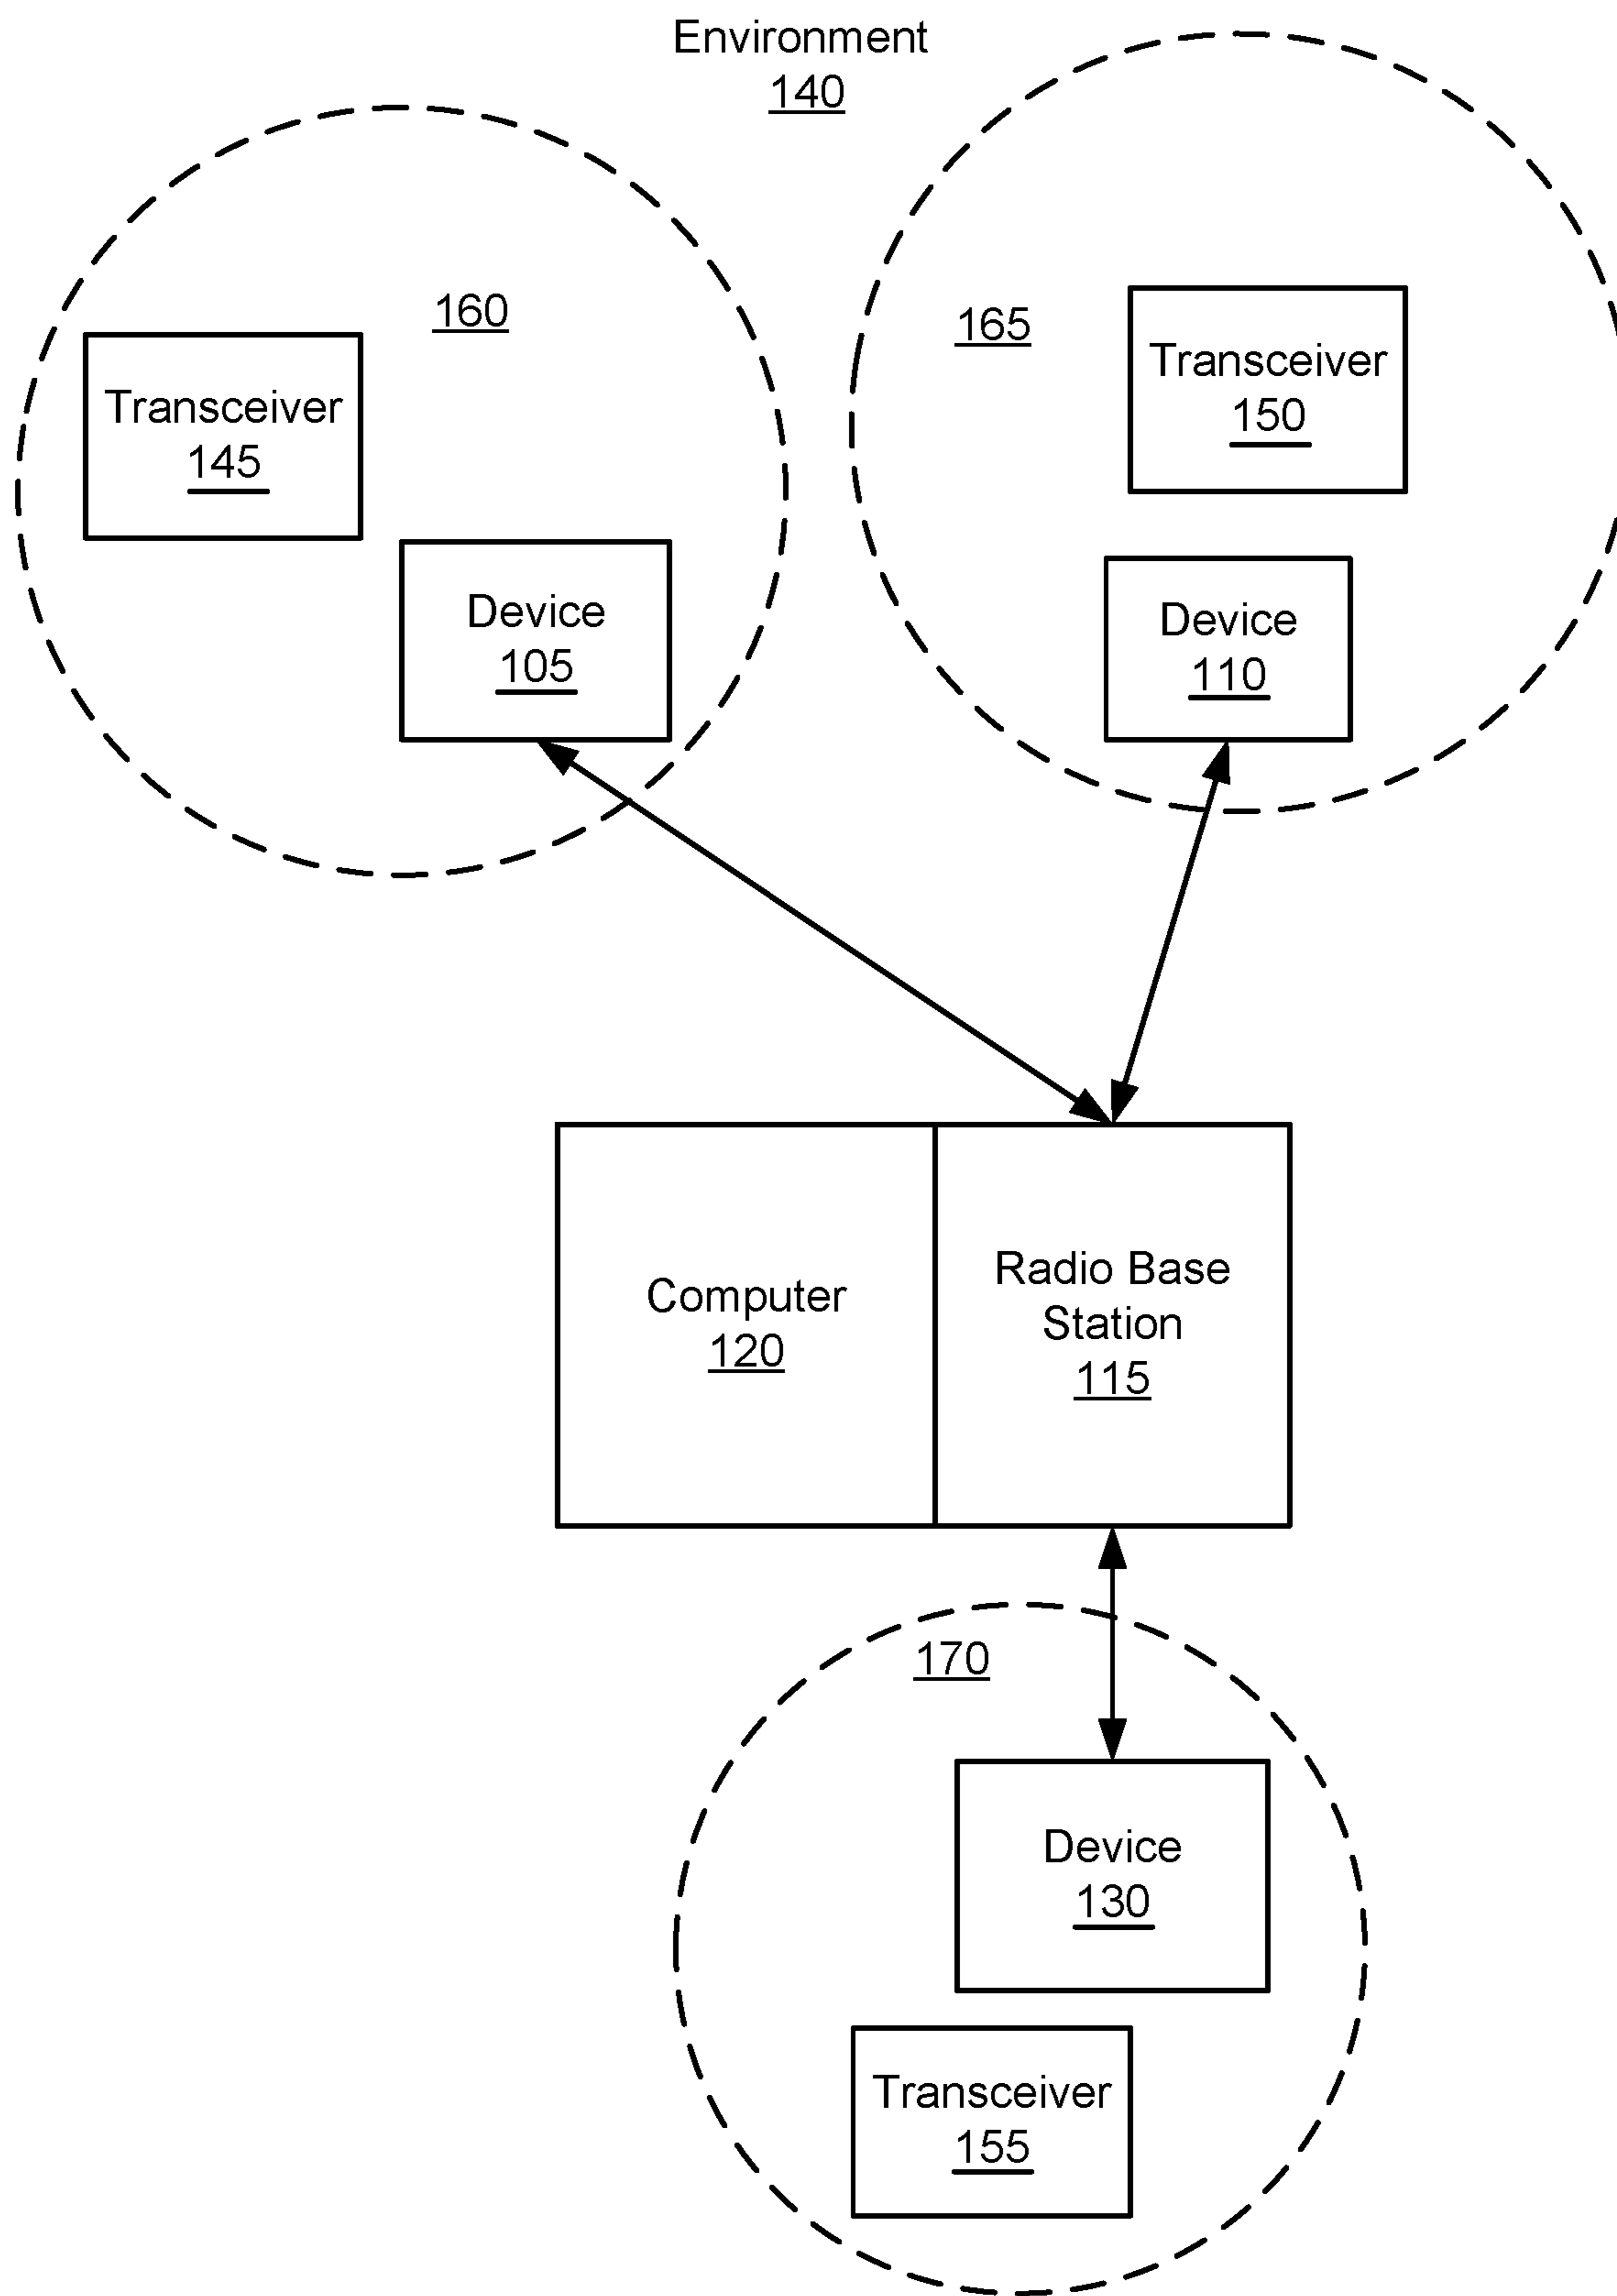 Environment
140
160
165
Transceiver
150
Transceiver
145
Device
105
Device
110
Computer
120
Radio Base
Station
115
170
Device
130
Transceiver
155